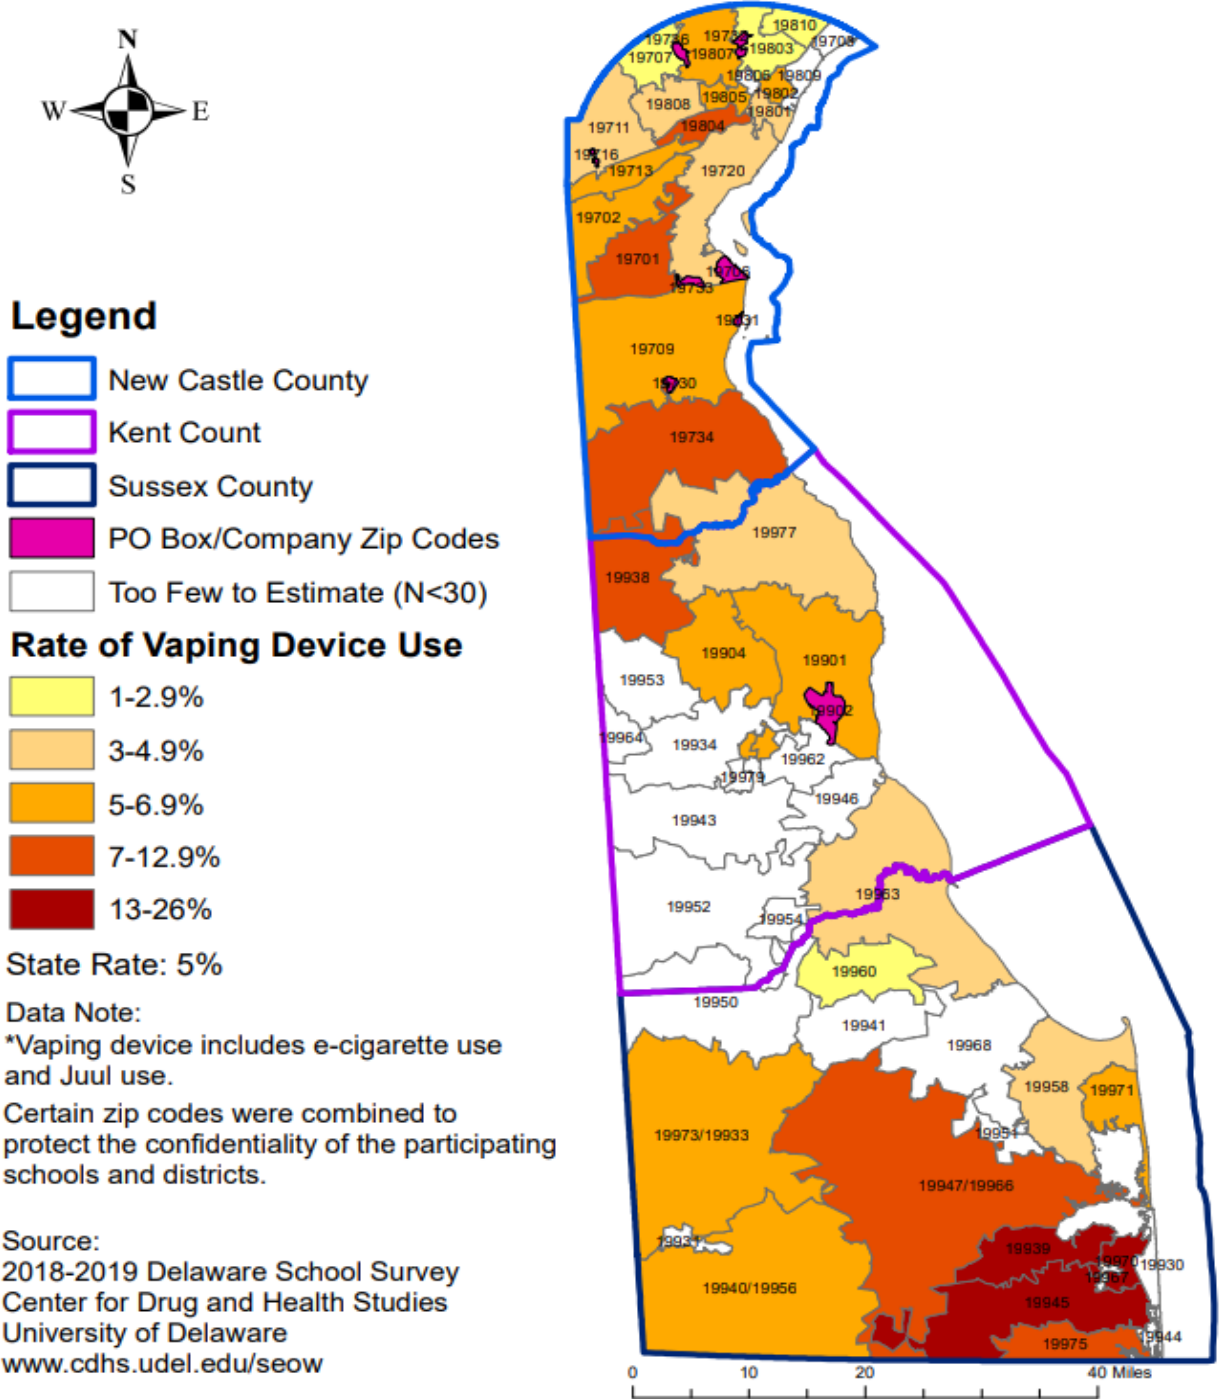 N
W
E
S
Legend
New Castle County
Kent Count
Sussex County
PO Box/Company Zip Codes
Too Few to Estimate (N<30)
Rate of Vaping Device Use
1-2.9%
3-4.9%
5-6.9%
7-12.9%
13-26%
State Rate: 5%
Data Note:
*Vaping device includes e-cigarette use
and Juul use.
Certain zip codes were combined to
protect the confidentiality of the participating
schools and districts.
Source:
2018-2019 Delaware School Survey
Center for Drug and Health Studies
University of Delaware
www.cdhs.udel.edu/seow
19810
19803
19707
19807
19806
19809
19802
19805
19808
19801
19804
19711
19716
19713
19720
19702
19701
19733
19709
19734
19977
19938
19904
19901
19953
19902
19964
19934
19962
19979
19946
19943
19963
19952
19954
19960
19950
19941
19968
19958
19971
19951
19973/19933
19947/19966
19931
19939
19970
19930
19967
19940/19956
19945
19975
19944
0
10
20
40 Miles